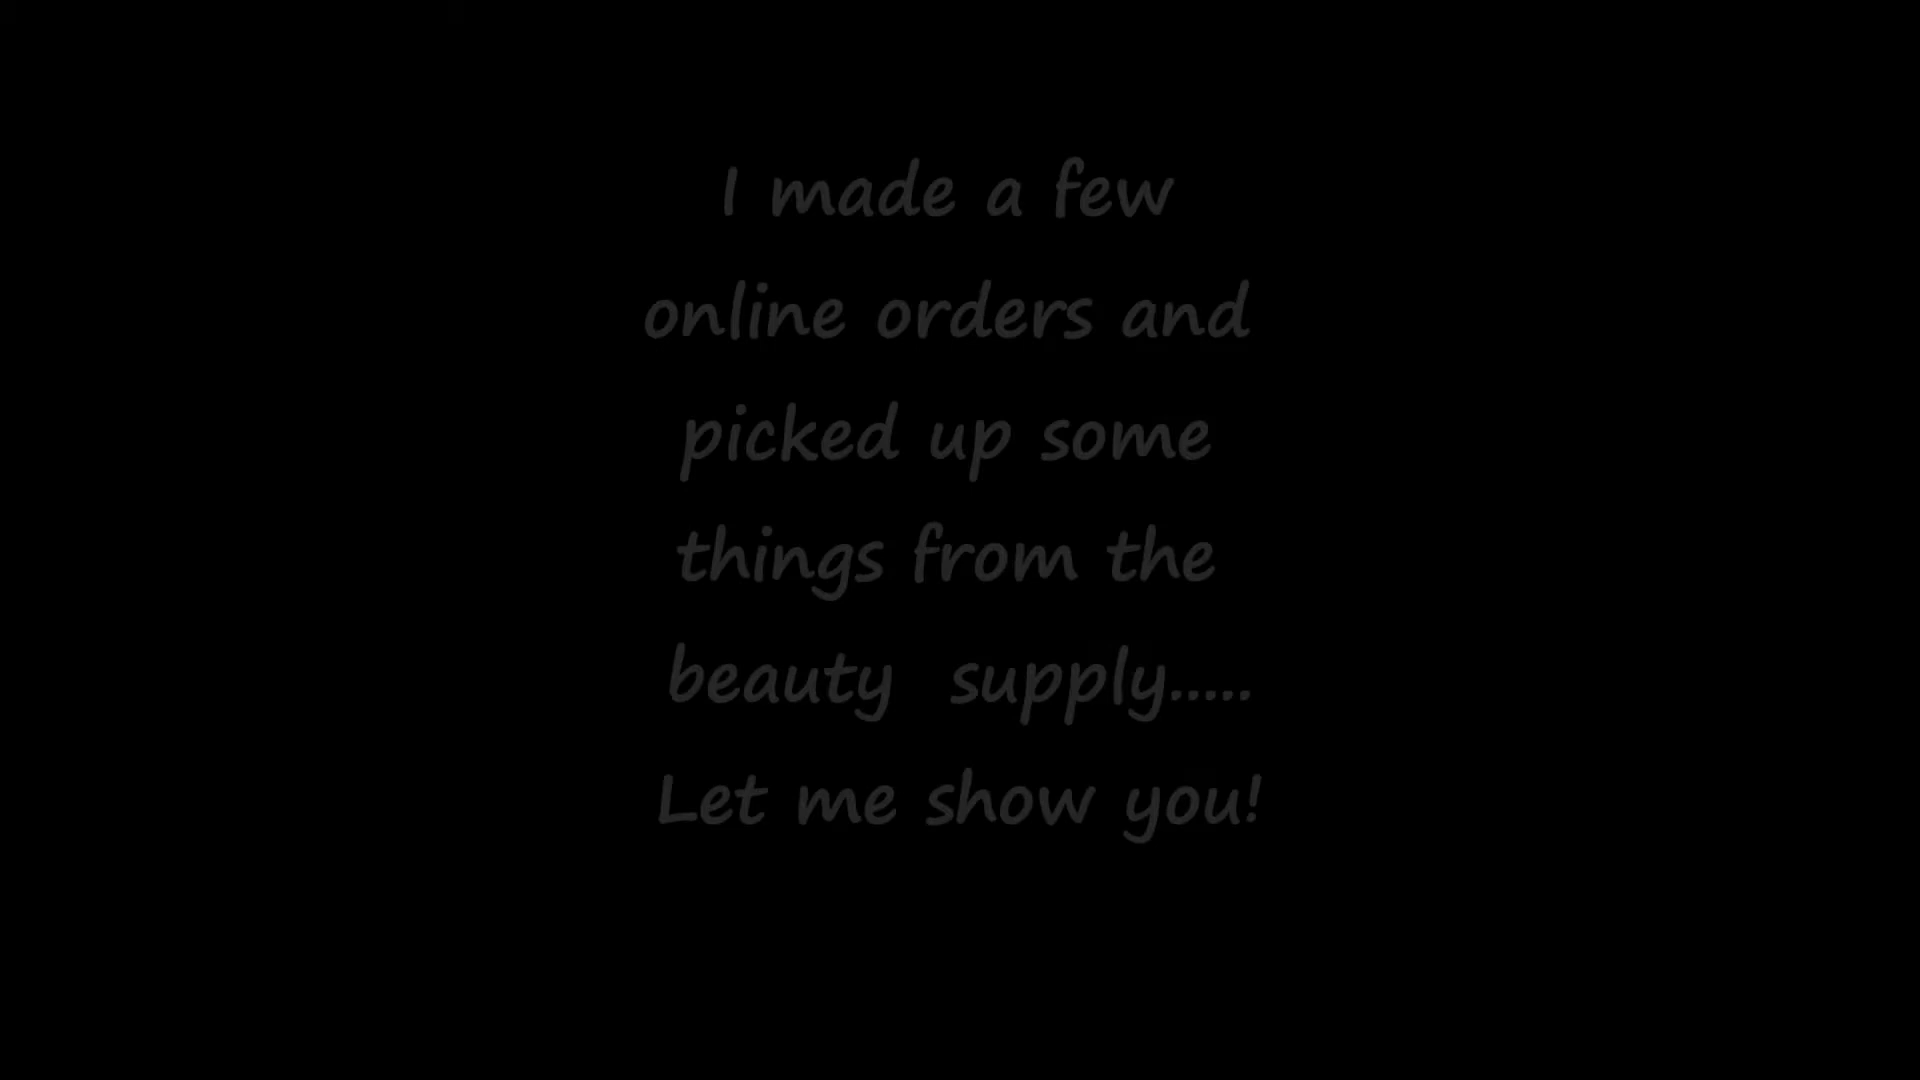 I made a few
online orders and
picked up some
things from the
beauty supply.....
Let me show you!